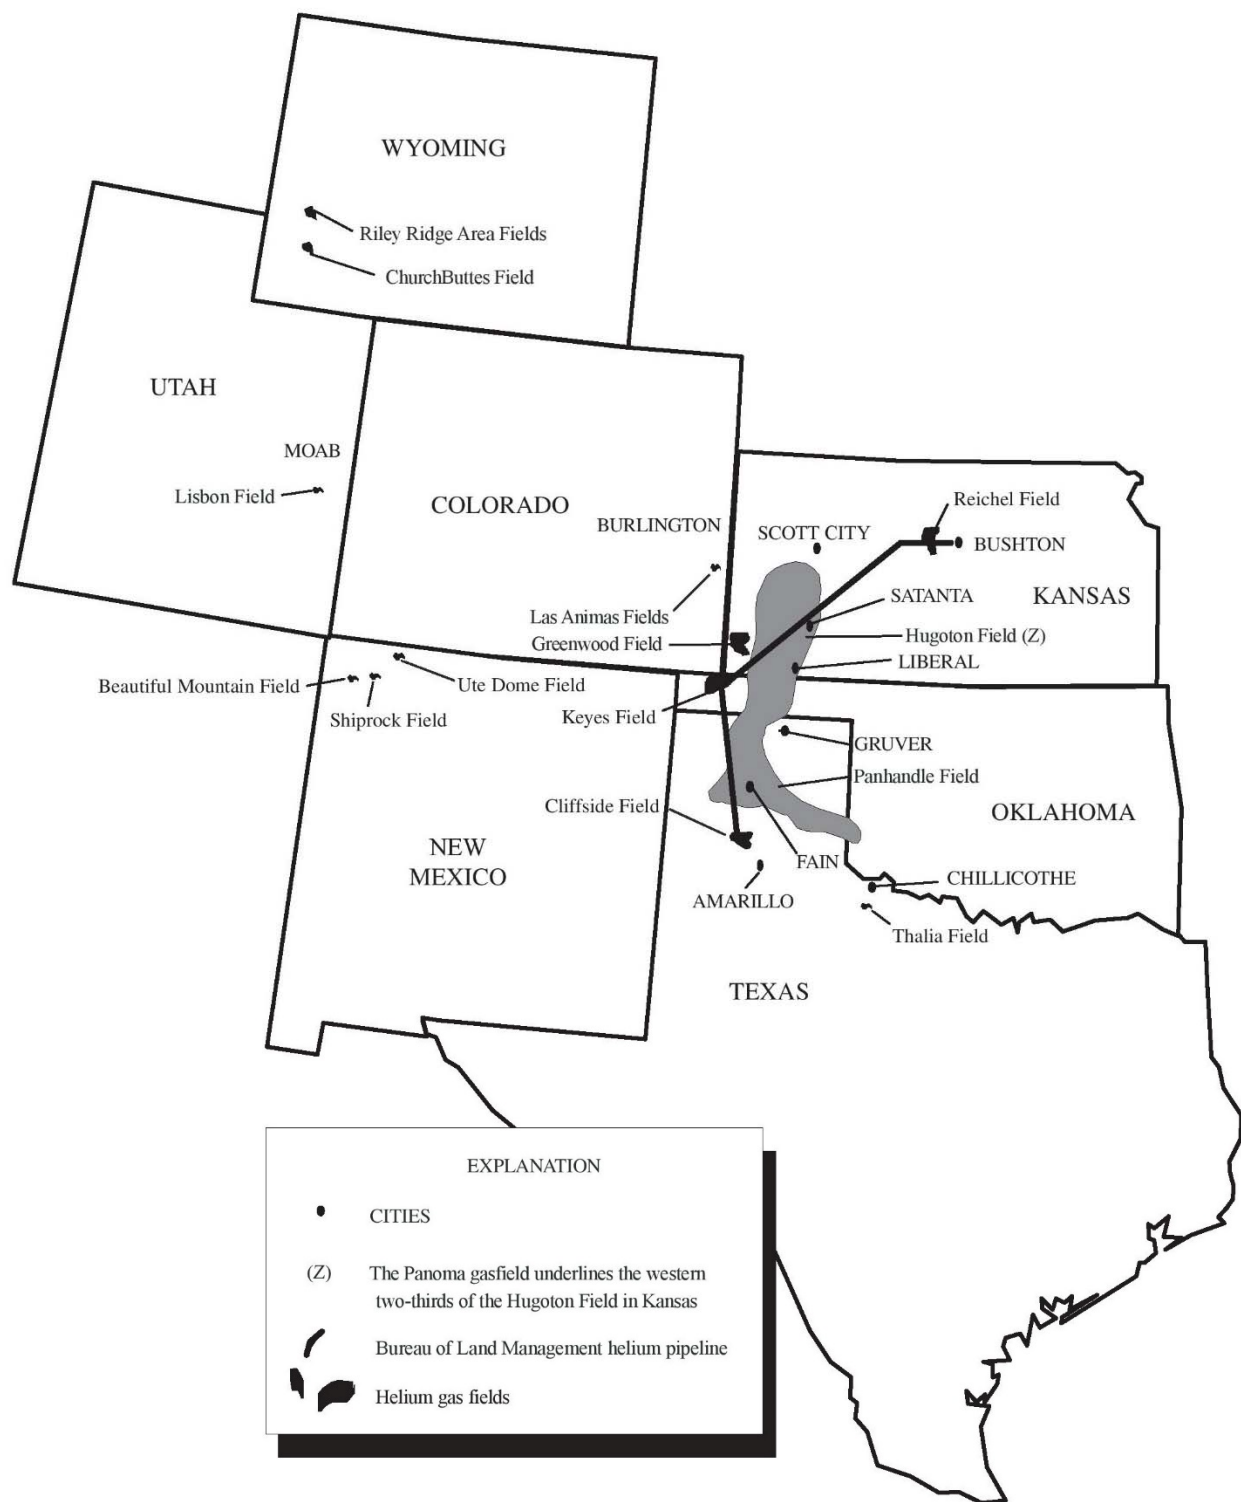 WYOMING
Riley Ridge Area Fields
ChurchButtes Field
UTAH
MOAB
Lisbon Field
COLORADO
BURLINGTON
SCOTT CITY
Reichel Field
BUSHTON
Las Animas Fields
SATANTA
KANSAS
Greenwood Field
Hugoton Field (Z)
LIBERAL
Beautiful Mountain Field
Ute Dome Field
Shiprock Field
Keyes Field
GRUVER
Panhandle Field
Cliffside Field
OKLAHOMA
NEW
MEXICO
FAIN
CHILLICOTHE
AMARILLO
Thalia Field
TEXAS
EXPLANATION
CITIES
(Z) The Panoma gasfield underlines the western
two-thirds of the Hugoton Field in Kansas
Bureau of Land Management helium pipeline
Helium gas fields